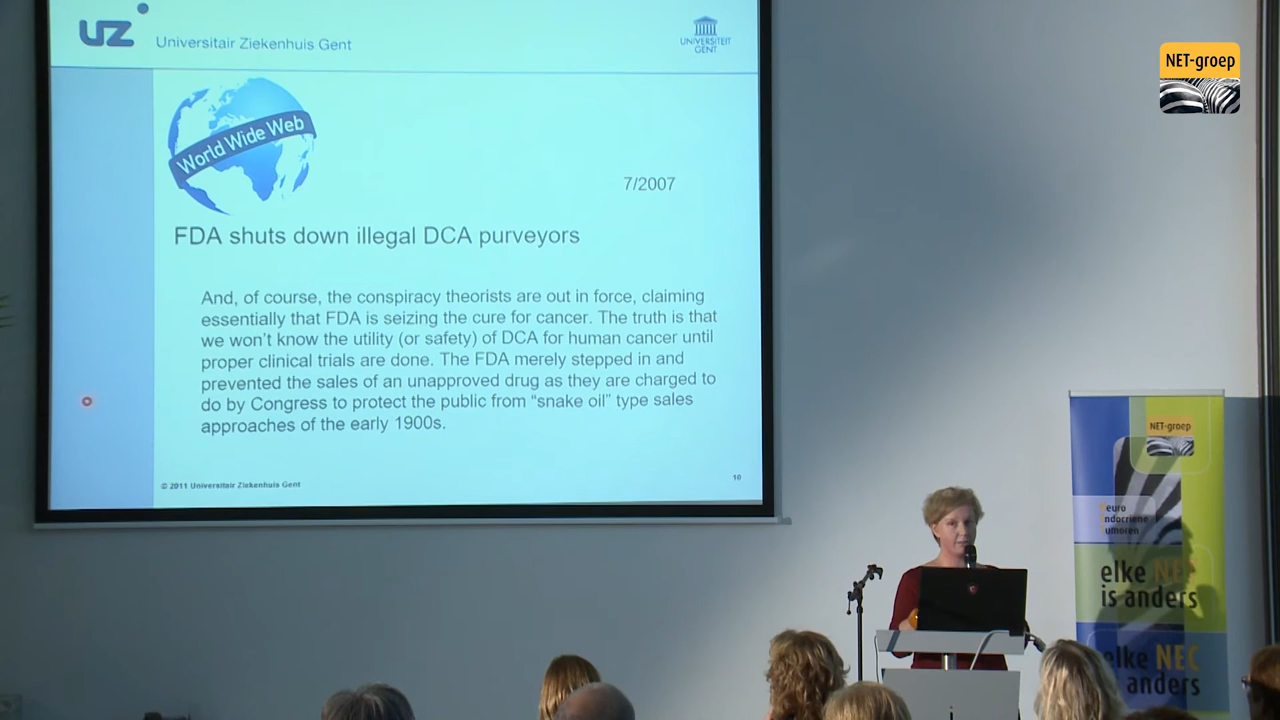 uz
Universitair Ziekenhuis Gent
UNIVERSITEIT
GENT
World Wide Web
7/2007
FDA shuts down illegal DCA purveyors
And, of course, the conspiracy theorists are out in force, claiming
essentially that FDA is seizing the cure for cancer. The truth is that
we won't know the utility (or safety) of DCA for human cancer until
proper clinical trials are done. The FDA merely stepped in and
prevented the sales of an unapproved drug as they are charged to
do by Congress to protect the public from “snake oil” type sales
approaches of the early 1900s.
© 2011 Universitair Ziekenhuis Gent
10
NET-groep
NET-groep
neuro
endocriene
tumoren
elke NET
is anders
elke NEC
is anders